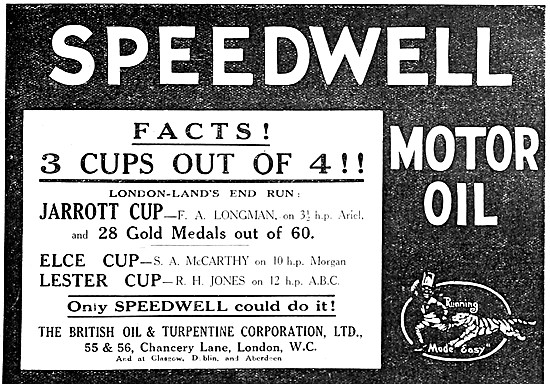 SPEEDWELL
MOTOR
OIL
FACTS!
3 CUPS OUT OF 4!!
LONDON-LAND'S END RUN:
JARROTT CUP—F. A. LONGMAN, on 3½ h.p. Ariel,
and 28 Gold Medals out of 60.
ELCE CUP—S. A. McCARTHY on 10 h.p. Morgan
LESTER CUP—R. H. JONES on 12 h.p. A.B.C.
Only SPEEDWELL could do it!
THE BRITISH OIL & TURPENTINE CORPORATION, LTD.,
55 & 56, Chancery Lane, London, W.C.
And at Glasgow, Dublin, and Aberdeen
Running
Made Easy